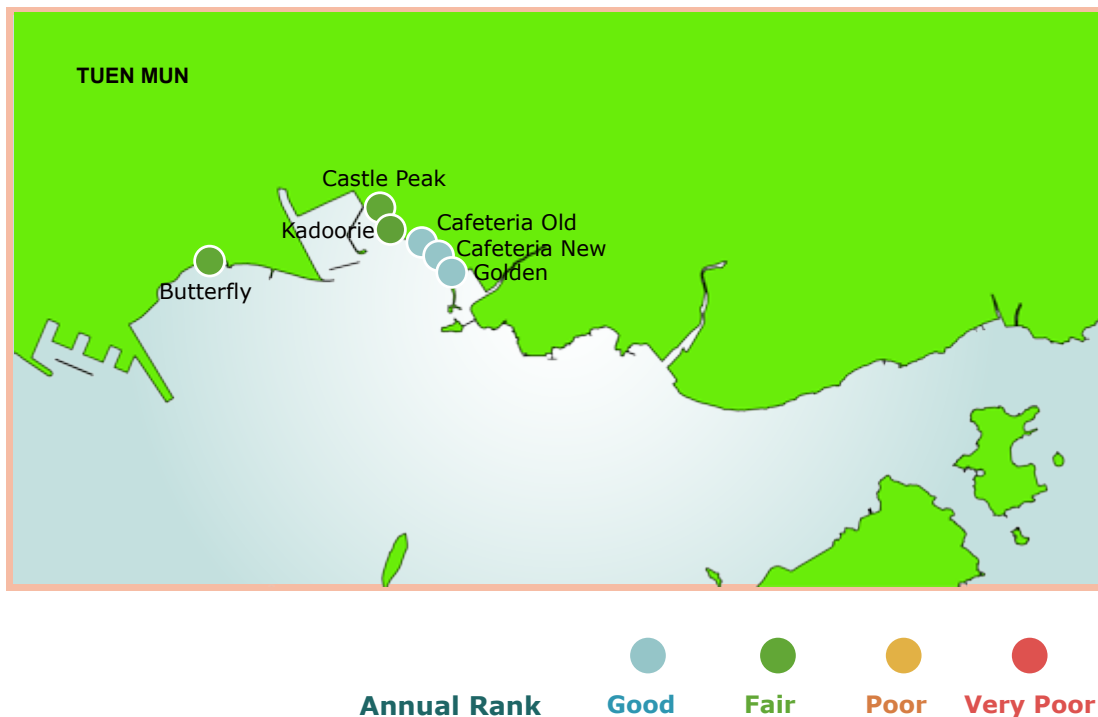 TUEN MUN
Castle Peak
Cafeteria Old
Kadoorie
Cafeteria New
Golden
Butterfly
Annual Rank Good Fair Poor Very Poor